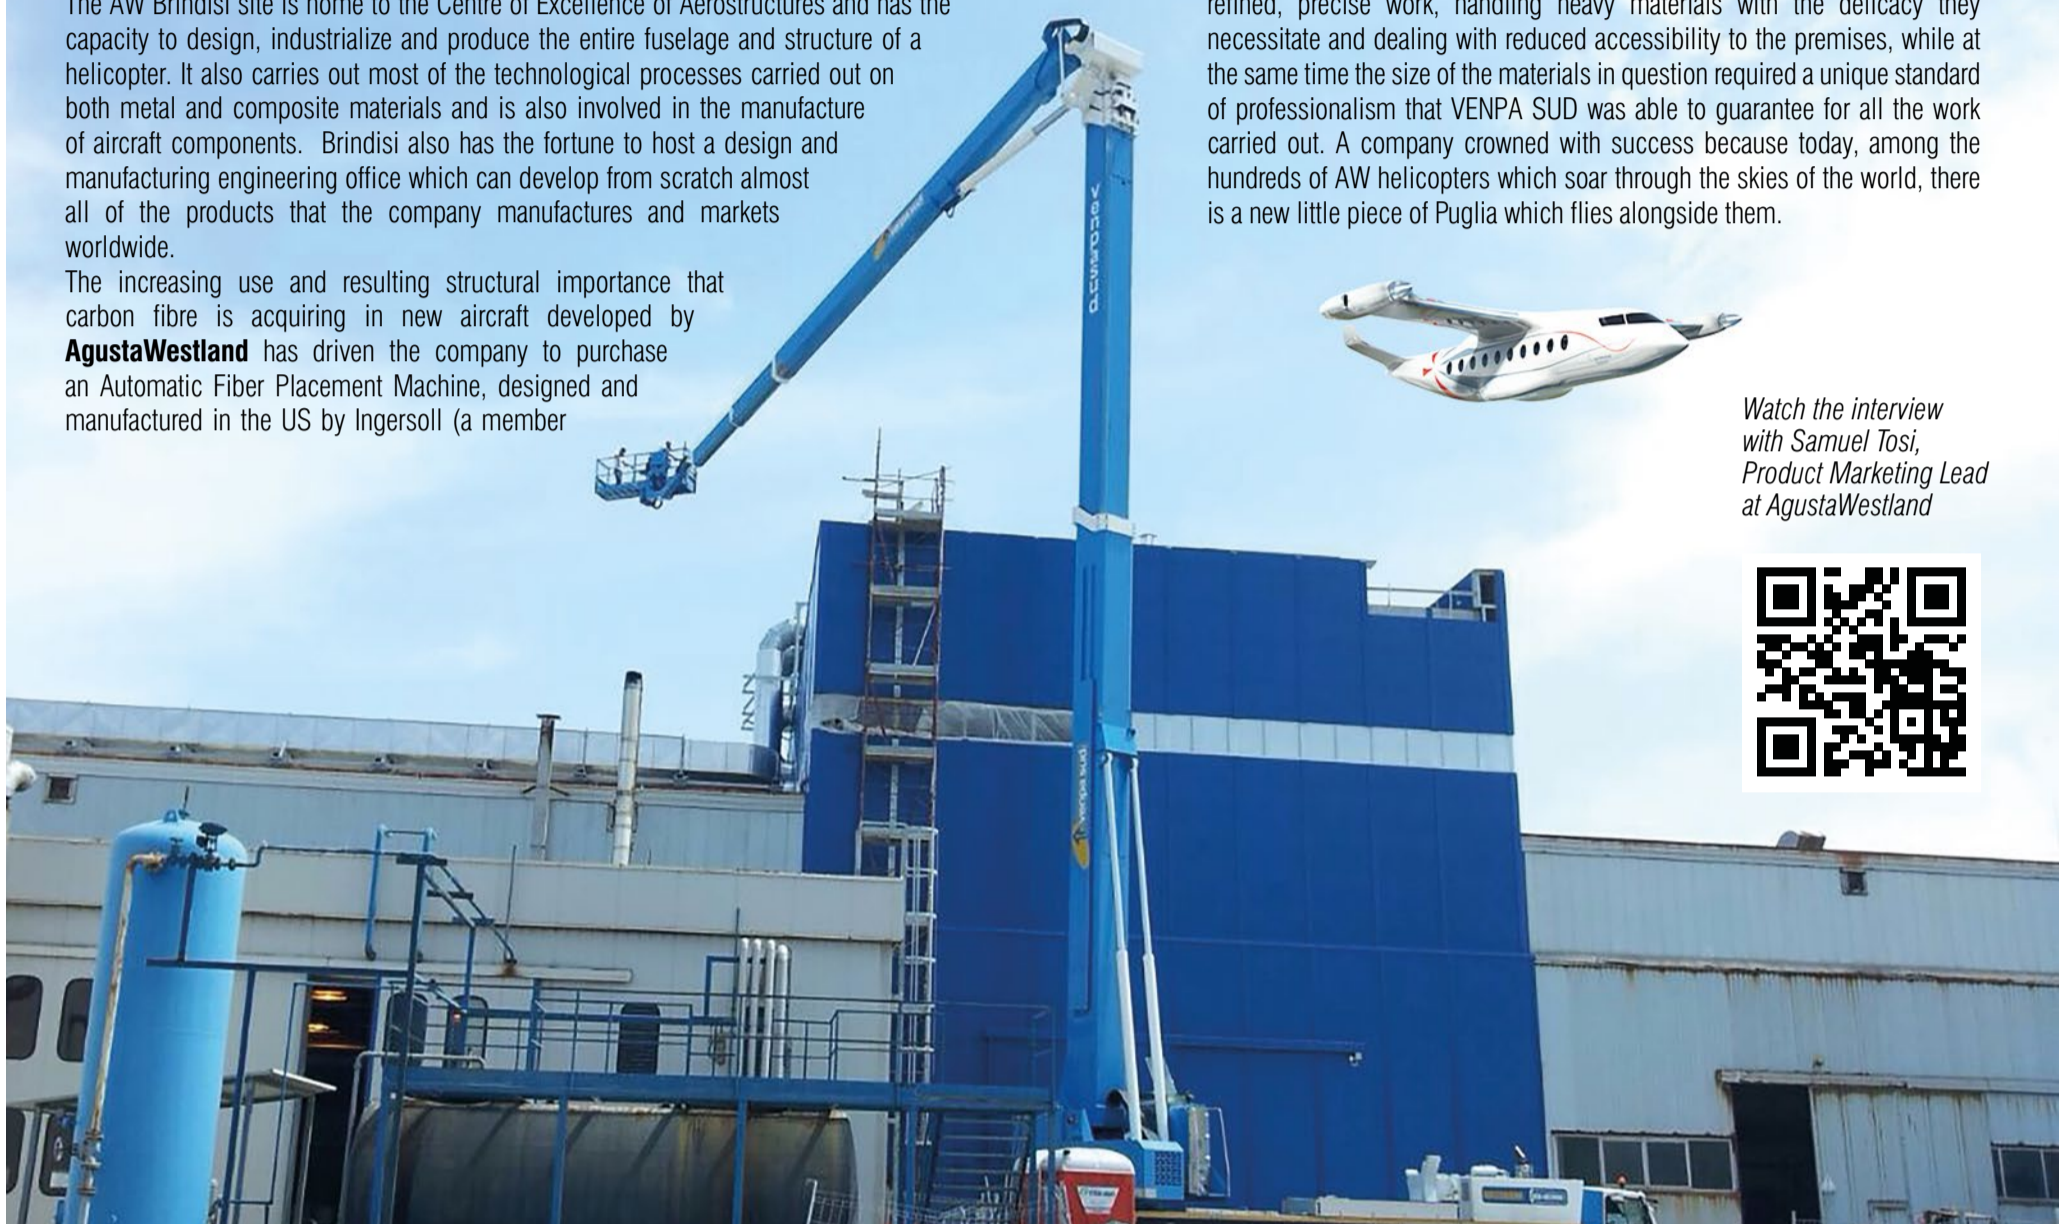 The AW Brindisi site is home to the Centre of Excellence of Aerostructures and has the
capacity to design, industrialize and produce the entire fuselage and structure of a
helicopter. It also carries out most of the technological processes carried out on
both metal and composite materials and is also involved in the manufacture
of aircraft components. Brindisi also has the fortune to host a design and
manufacturing engineering office which can develop from scratch almost
all of the products that the company manufactures and markets
worldwide.
The increasing use and resulting structural importance that
carbon fibre is acquiring in new aircraft developed by
AgustaWestland has driven the company to purchase
an Automatic Fiber Placement Machine, designed and
manufactured in the US by Ingersoll (a member
refined, precise work, handling heavy materials with the delicacy they
necessitate and dealing with reduced accessibility to the premises, while at
the same time the size of the materials in question required a unique standard
of professionalism that VENPA SUD was able to guarantee for all the work
carried out. A company crowned with success because today, among the
hundreds of AW helicopters which soar through the skies of the world, there
is a new little piece of Puglia which flies alongside them.
Watch the interview
with Samuel Tosi,
Product Marketing Lead
at AgustaWestland
venpasud
venpa sud